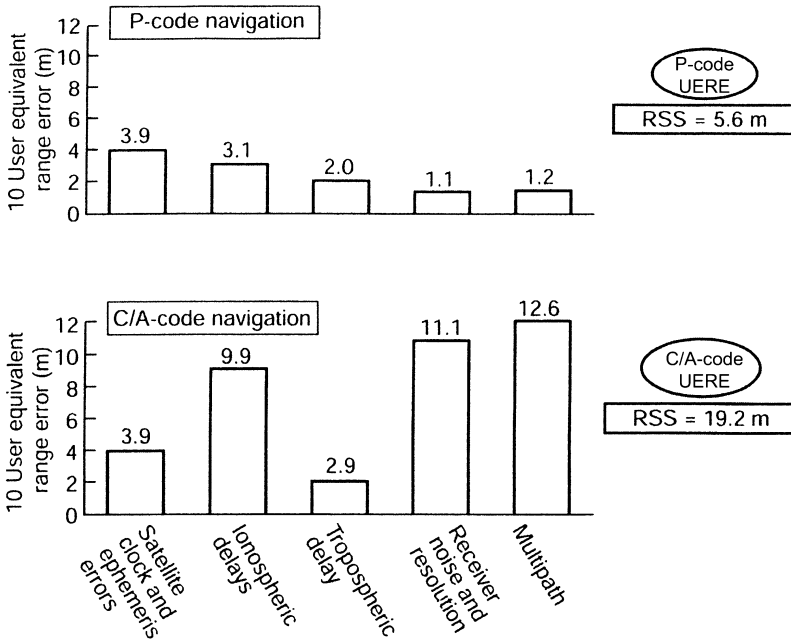 P-code navigation
10 User equivalent
range error (m)
12
10
8
6
4
2
0
3.9
3.1
2.0
1.1
1.2
P-code
UERE
RSS = 5.6 m
C/A-code navigation
10 User equivalent
range error (m)
12
10
8
6
4
2
0
3.9
9.9
2.9
11.1
12.6
C/A-code
UERE
RSS = 19.2 m
Satellite
clock and
ephemeris
errors
Ionospheric
delays
Tropospheric
delay
Receiver
noise and
resolution
Multipath